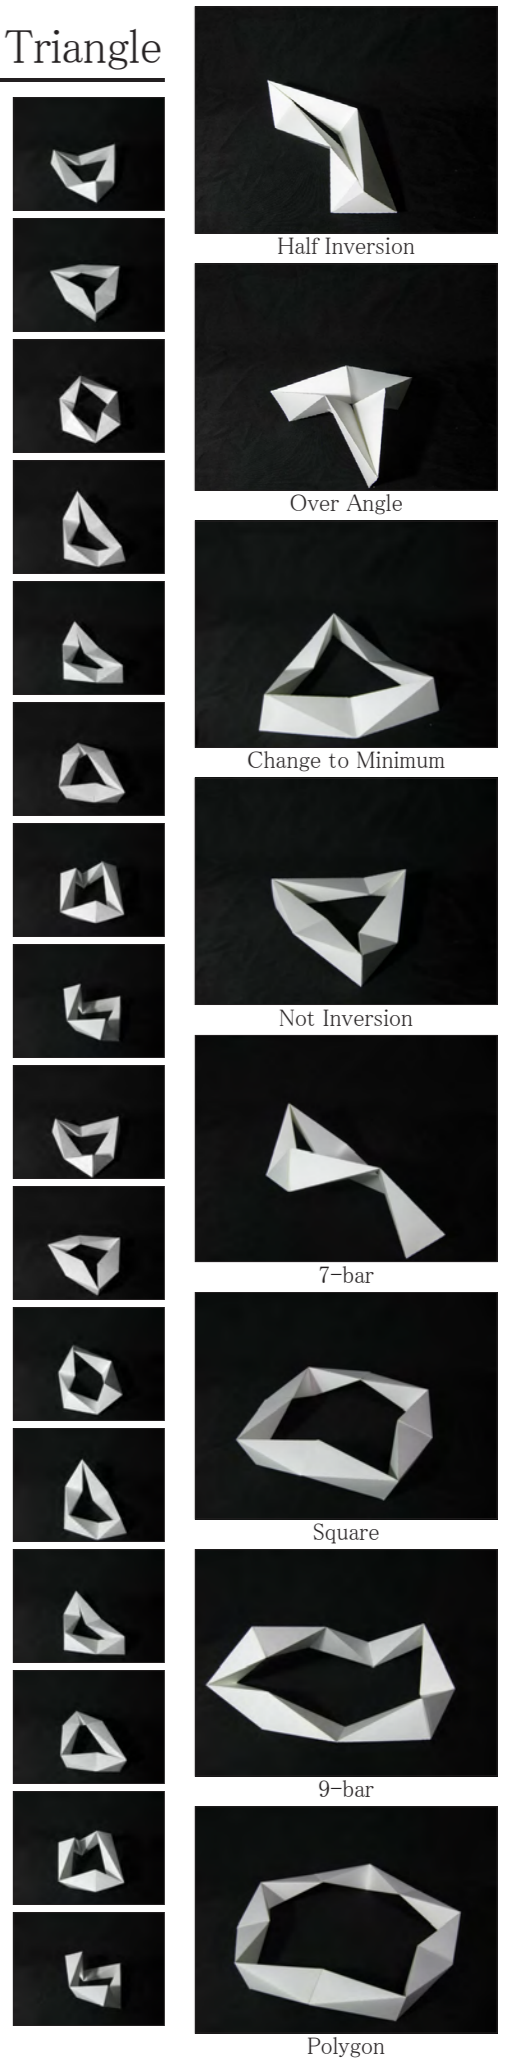 Triangle
Half Inversion
Over Angle
Change to Minimum
Not Inversion
7-bar
Square
9-bar
Polygon